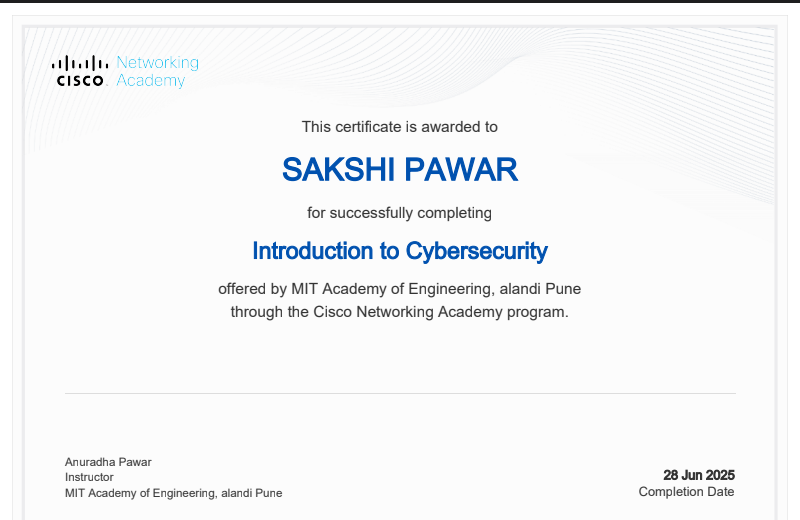 Networking
CISCO Academy
This certificate is awarded to
SAKSHI PAWAR
for successfully completing
Introduction to Cybersecurity
offered by MIT Academy of Engineering, alandi Pune
through the Cisco Networking Academy program.
Anuradha Pawar
Instructor
MIT Academy of Engineering, alandi Pune
28 Jun 2025
Completion Date